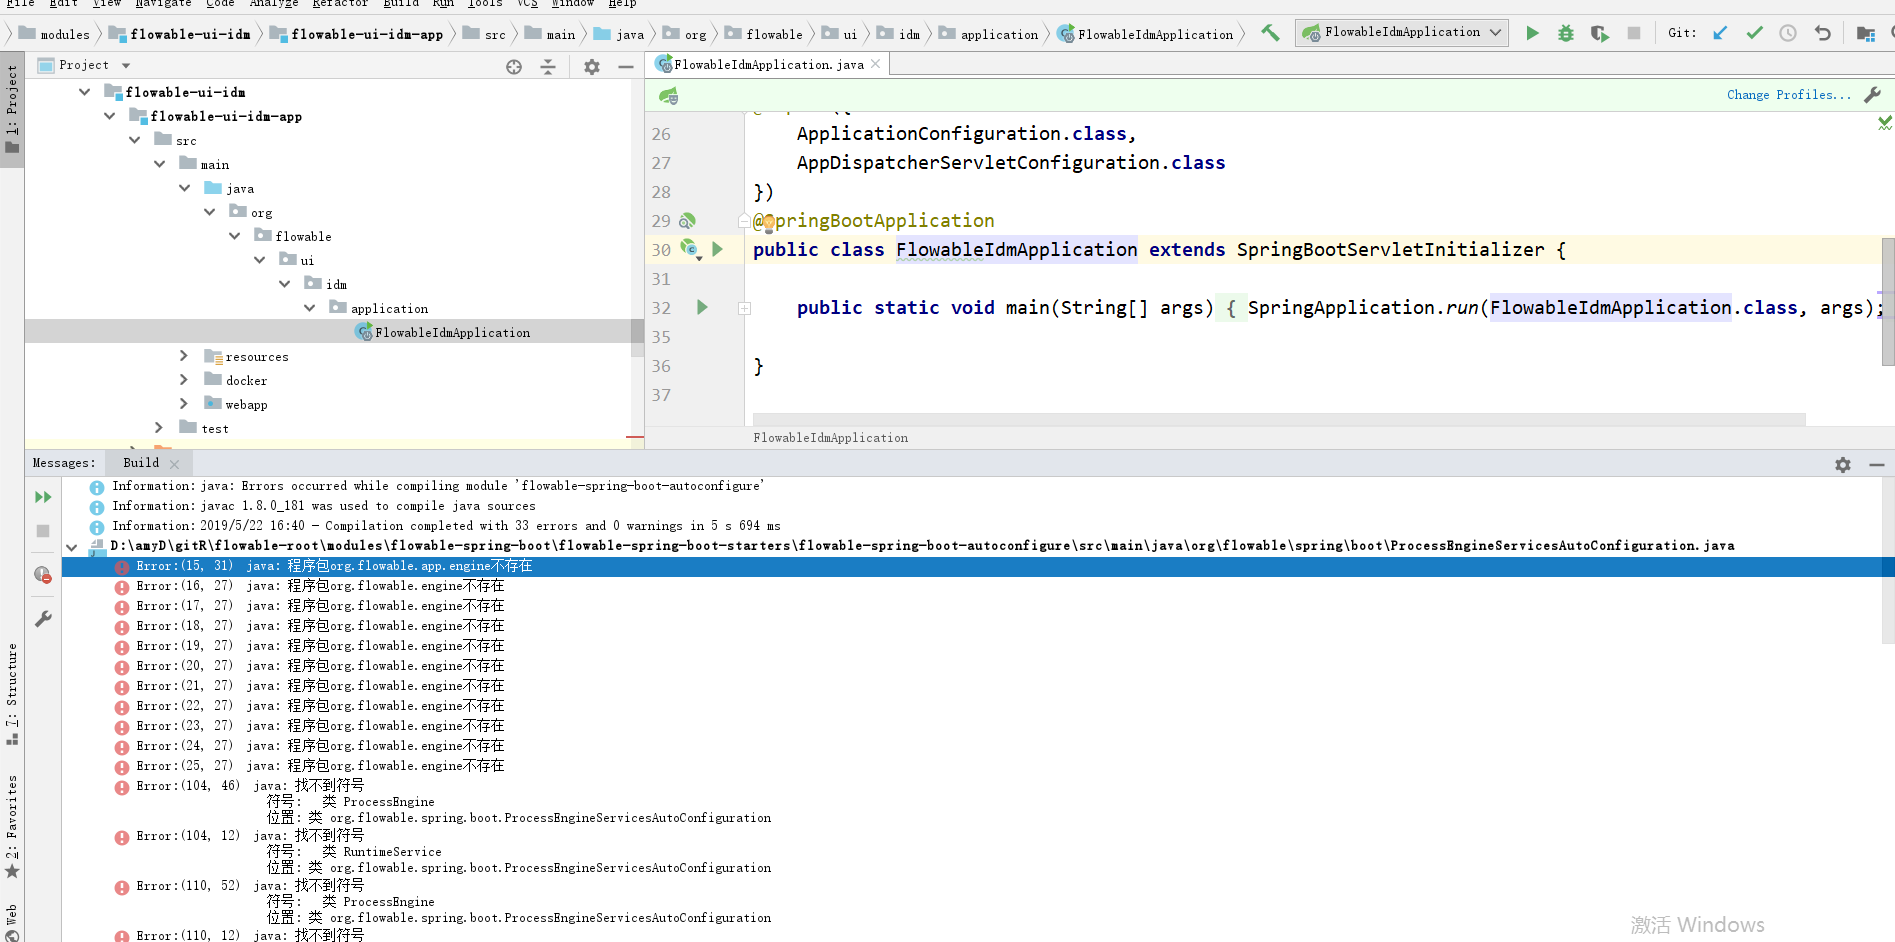 File Edit View Navigate Code Analyze Refactor Build Run Tools VCS Window Help
modules flowable-ui-idm flowable-ui-idm-app src main java org flowable ui idm application FlowableIdmApplication FlowableIdmApplication Git:
1: Project
Project
FlowableIdmApplication.java
flowable-ui-idm
flowable-ui-idm-app
src
main
java
org
flowable
ui
idm
application
FlowableIdmApplication
resources
docker
webapp
test
Change Profiles...
26 ApplicationConfiguration.class,
27 AppDispatcherServletConfiguration.class
28 })
29 @SpringBootApplication
30 public class FlowableIdmApplication extends SpringBootServletInitializer {
31
32 public static void main(String[] args) { SpringApplication.run(FlowableIdmApplication.class, args);
35
36 }
37
FlowableIdmApplication
Messages: Build
Information: java: Errors occurred while compiling module 'flowable-spring-boot-autoconfigure'
Information: javac 1.8.0_181 was used to compile java sources
Information: 2019/5/22 16:40 - Compilation completed with 33 errors and 0 warnings in 5 s 694 ms
D:\amyD\gitR\flowable-root\modules\flowable-spring-boot\flowable-spring-boot-starters\flowable-spring-boot-autoconfigure\src\main\java\org\flowable\spring\boot\ProcessEngineServicesAutoConfiguration.java
Error:(15, 31) java: 程序包org.flowable.app.engine不存在
Error:(16, 27) java: 程序包org.flowable.engine不存在
Error:(17, 27) java: 程序包org.flowable.engine不存在
Error:(18, 27) java: 程序包org.flowable.engine不存在
Error:(19, 27) java: 程序包org.flowable.engine不存在
Error:(20, 27) java: 程序包org.flowable.engine不存在
Error:(21, 27) java: 程序包org.flowable.engine不存在
Error:(22, 27) java: 程序包org.flowable.engine不存在
Error:(23, 27) java: 程序包org.flowable.engine不存在
Error:(24, 27) java: 程序包org.flowable.engine不存在
Error:(25, 27) java: 程序包org.flowable.engine不存在
Error:(104, 46) java: 找不到符号
符号: 类 ProcessEngine
位置: 类 org.flowable.spring.boot.ProcessEngineServicesAutoConfiguration
Error:(104, 12) java: 找不到符号
符号: 类 RuntimeService
位置: 类 org.flowable.spring.boot.ProcessEngineServicesAutoConfiguration
Error:(110, 52) java: 找不到符号
符号: 类 ProcessEngine
位置: 类 org.flowable.spring.boot.ProcessEngineServicesAutoConfiguration
Error:(110, 12) java: 找不到符号
7: Structure
2: Favorites
Web
激活 Windows